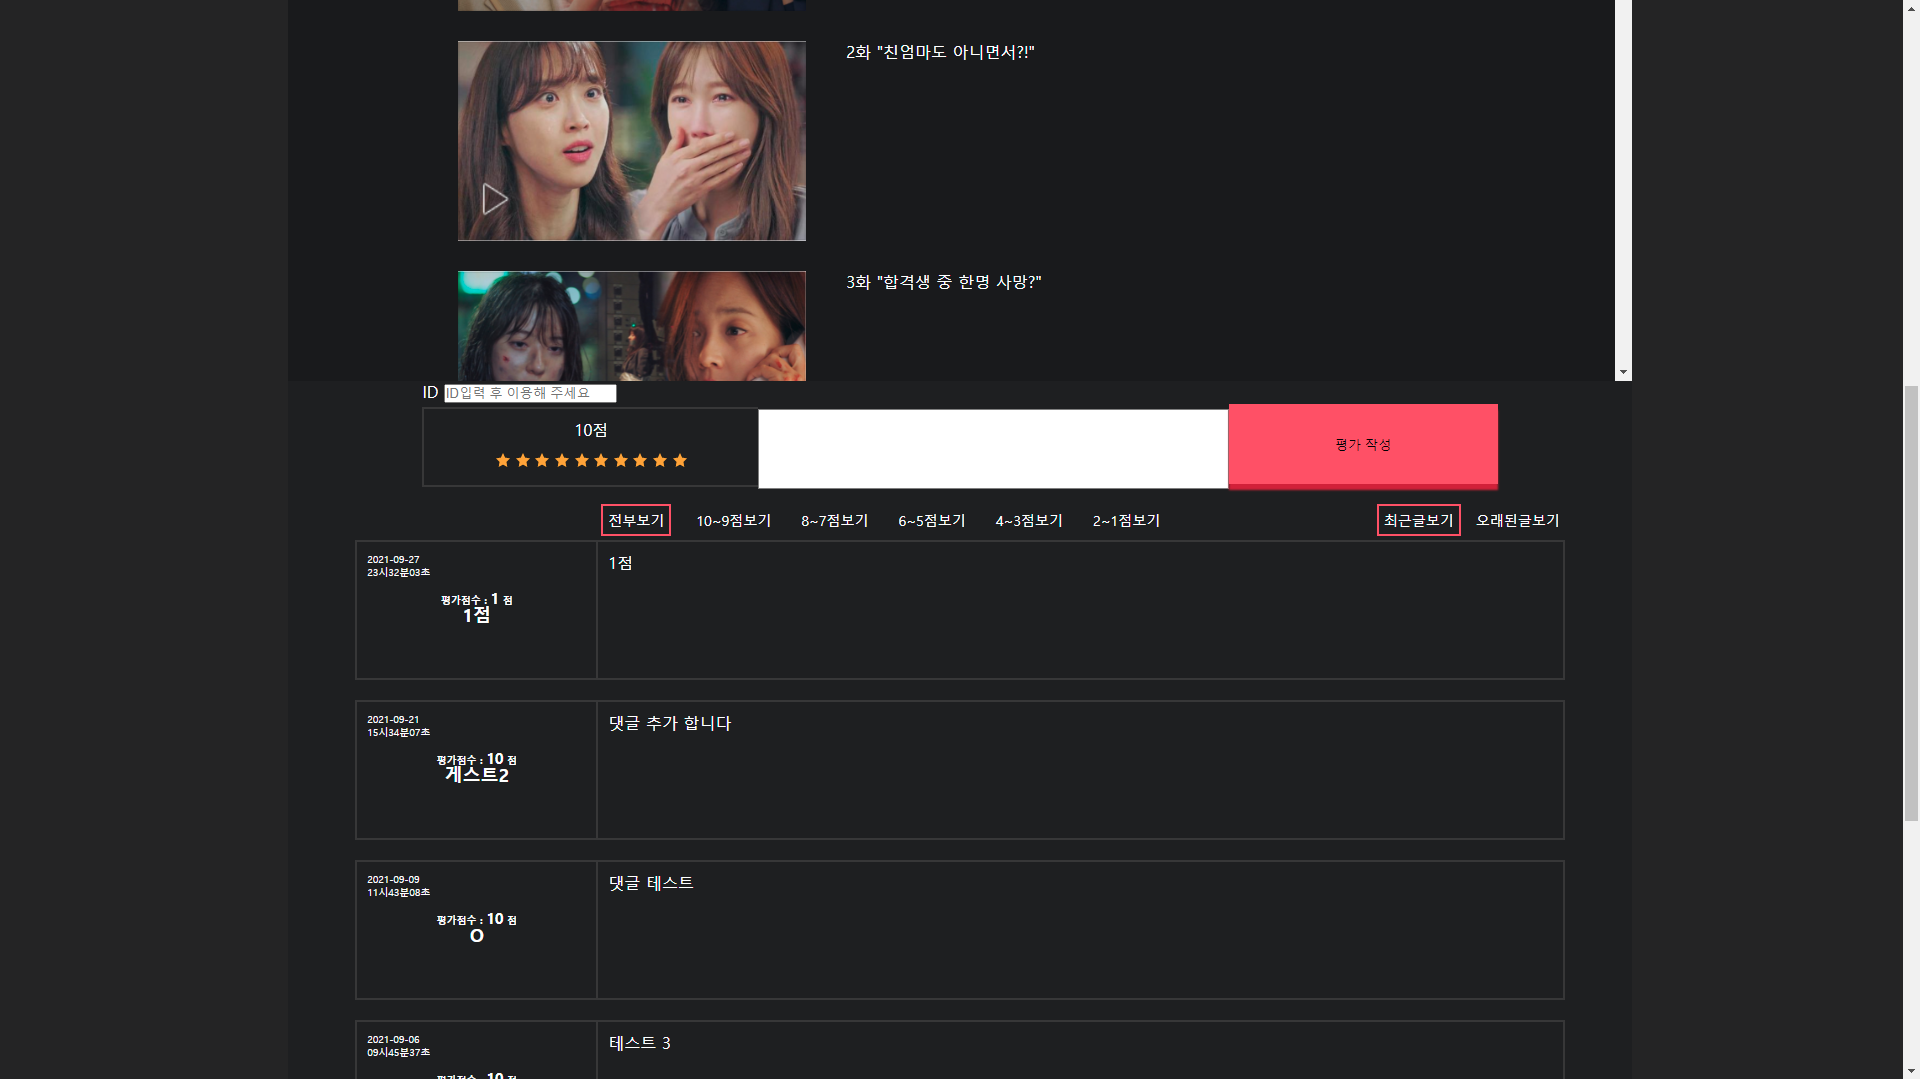 2화 "친엄마도 아니면서?!"
3화 "합격생 중 한명 사망?"
ID ID입력 후 이용해 주세요
10점
평가 작성
전부보기 10~9점보기 8~7점보기 6~5점보기 4~3점보기 2~1점보기 최근글보기 오래된글보기
2021-09-27
23시32분03초
평가점수 : 1 점
1점
1점
2021-09-21
15시34분07초
평가점수 : 10 점
게스트2
댓글 추가 합니다
2021-09-09
11시43분08초
평가점수 : 10 점
O
댓글 테스트
2021-09-06
09시45분37초
평가점수 : 10 점
테스트 3